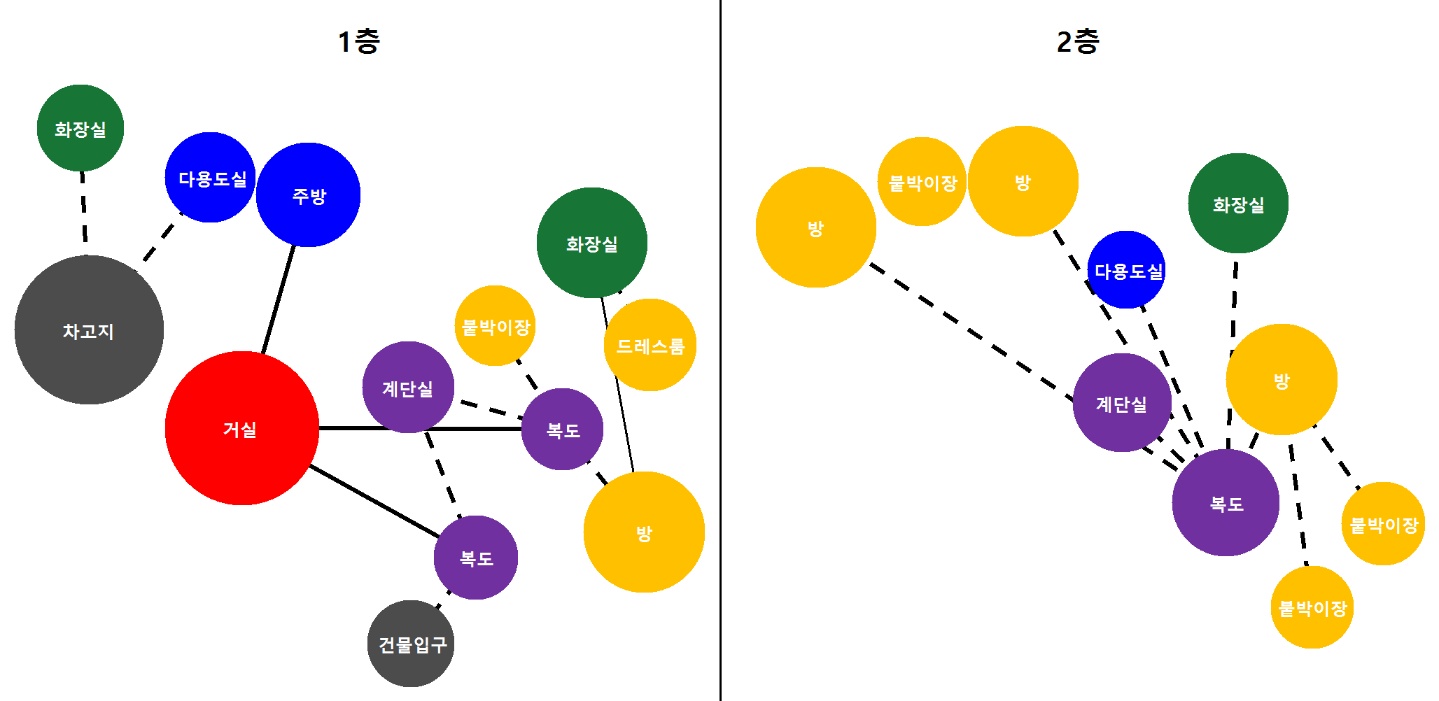 1층
화장실
다용도실
주방
화장실
붙박이장
드레스룸
차고지
계단실
거실
복도
방
복도
건물입구
2층
방
붙박이장
방
화장실
다용도실
계단실
방
복도
붙박이장
붙박이장